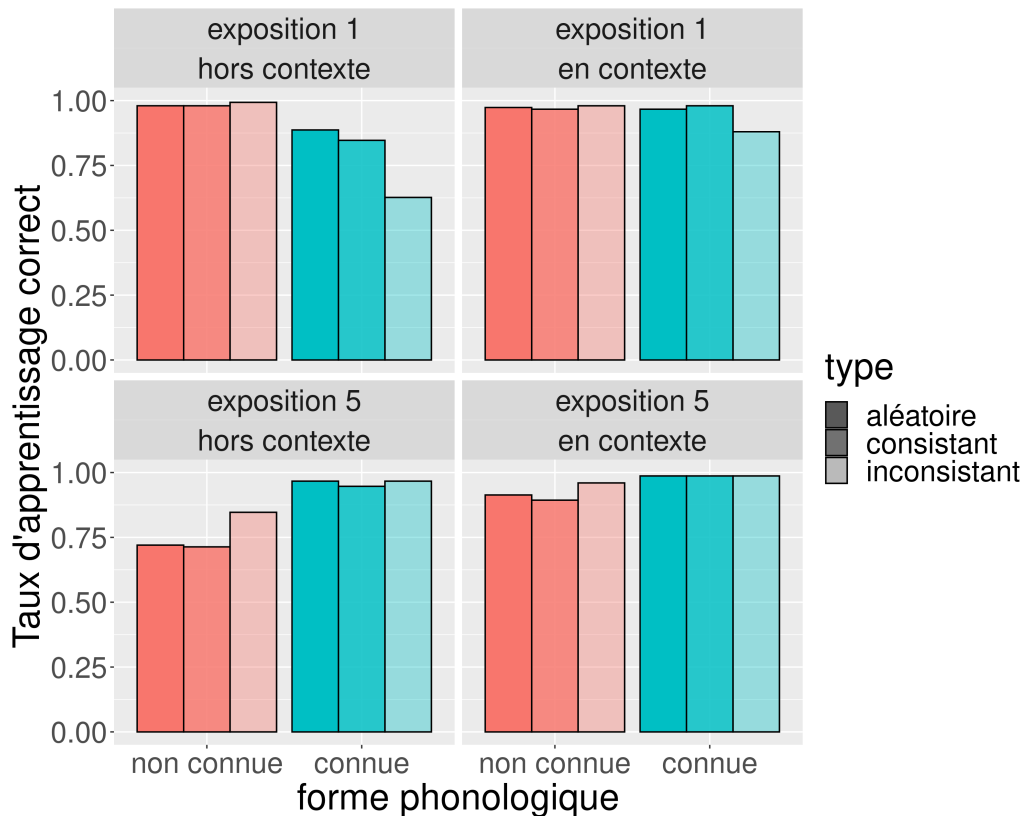 exposition 1
hors contexte
exposition 1
en contexte
1.00
0.75
0.50
0.25
0.00
exposition 5
hors contexte
exposition 5
en contexte
1.00
0.75
0.50
0.25
0.00
non connue
connue
non connue
connue
forme phonologique
Taux d'apprentissage correct
type
aléatoire
consistant
inconsistant